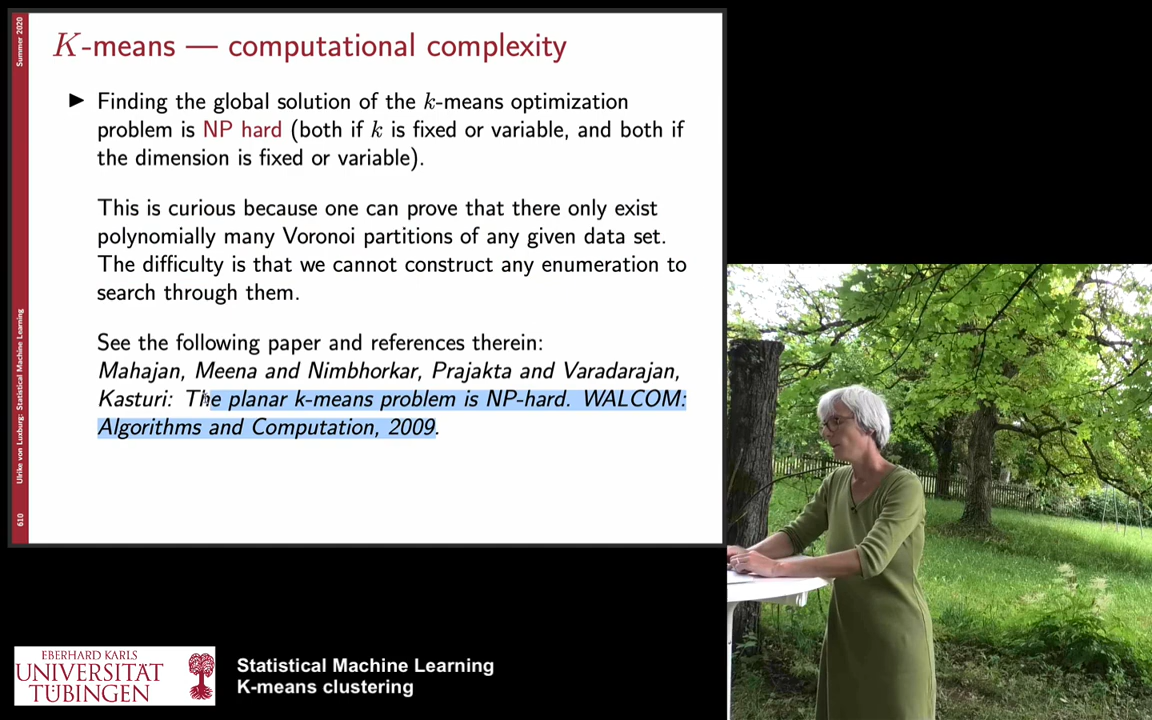 Summer 2020
K-means — computational complexity
► Finding the global solution of the k-means optimization
problem is NP hard (both if k is fixed or variable, and both if
the dimension is fixed or variable).
This is curious because one can prove that there only exist
polynomially many Voronoi partitions of any given data set.
The difficulty is that we cannot construct any enumeration to
search through them.
See the following paper and references therein:
Mahajan, Meena and Nimbhorkar, Prajakta and Varadarajan,
Kasturi: The planar k-means problem is NP-hard. WALCOM:
Algorithms and Computation, 2009.
Ulrike von Luxburg: Statistical Machine Learning
610
EBERHARD KARLS
UNIVERSITÄT
TÜBINGEN
Statistical Machine Learning
K-means clustering